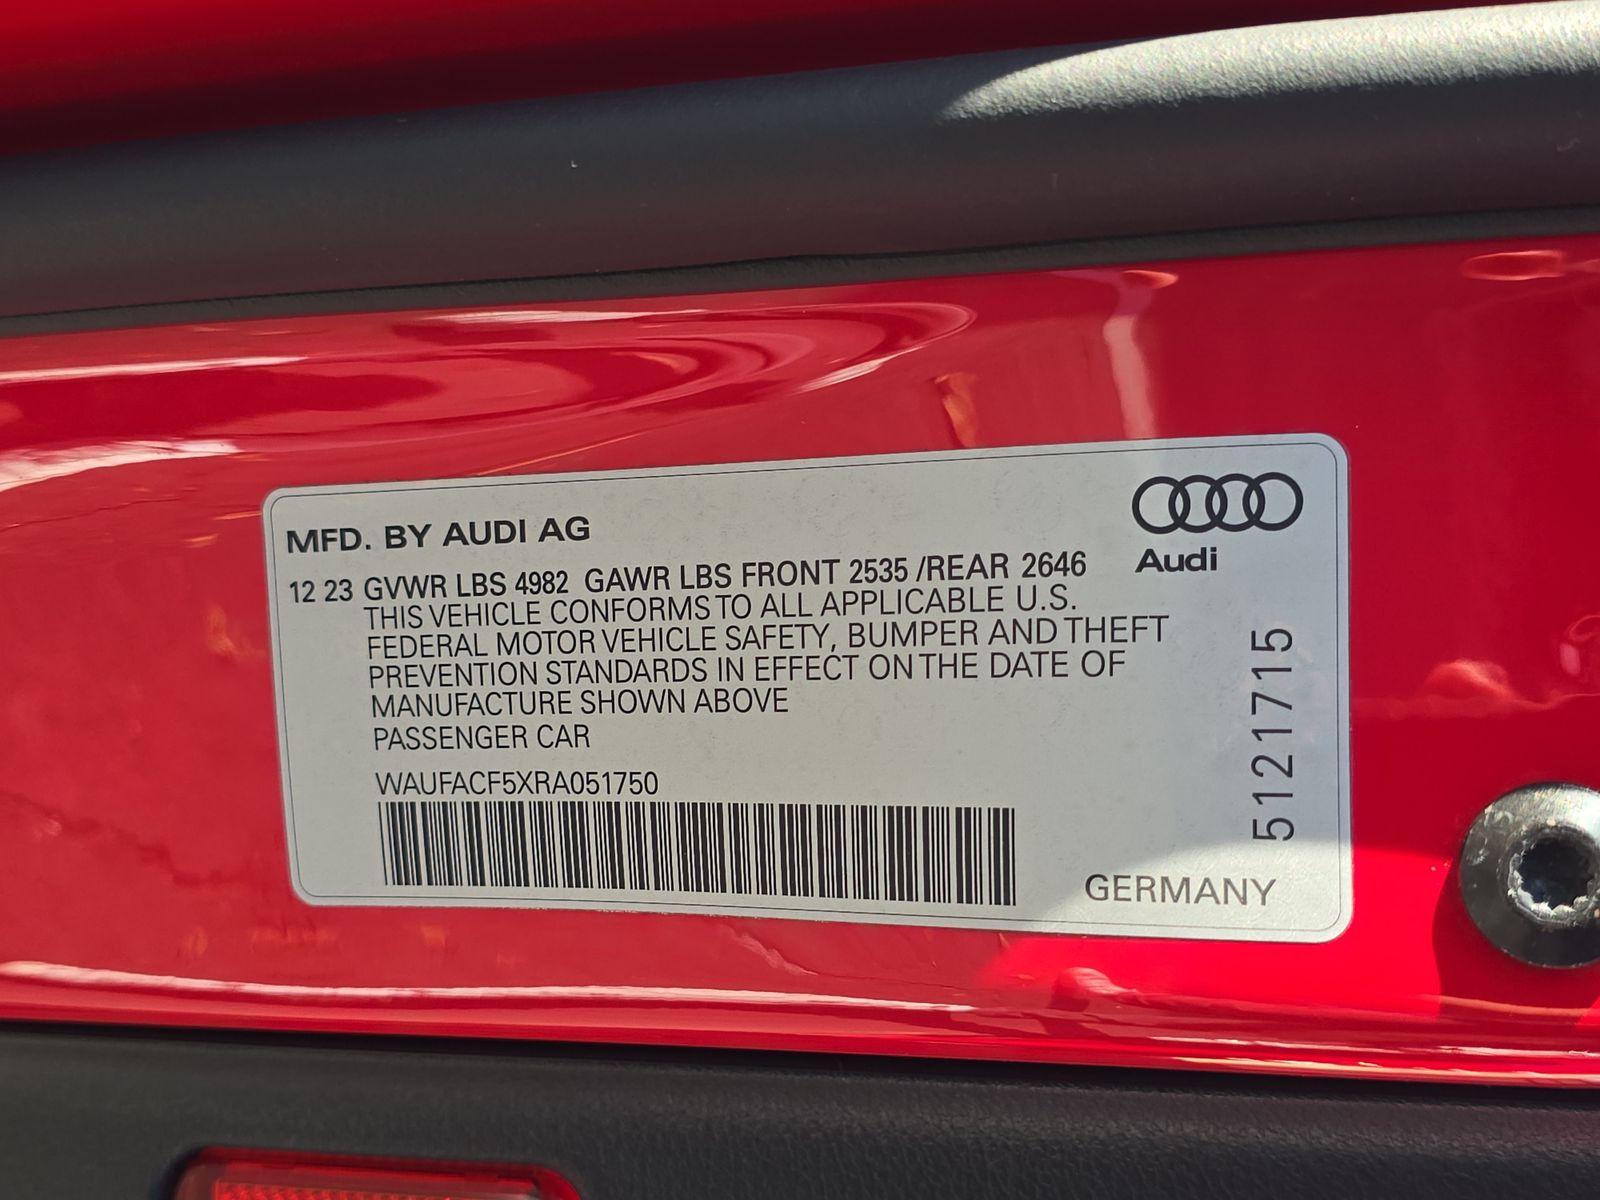 MFD. BY AUDI AG
Audi
12 23 GVWR LBS 4982 GAWR LBS FRONT 2535 /REAR 2646
THIS VEHICLE CONFORMS TO ALL APPLICABLE U.S.
FEDERAL MOTOR VEHICLE SAFETY, BUMPER AND THEFT
PREVENTION STANDARDS IN EFFECT ON THE DATE OF
MANUFACTURE SHOWN ABOVE
PASSENGER CAR
WAUFACF5XRA051750
5121715
GERMANY